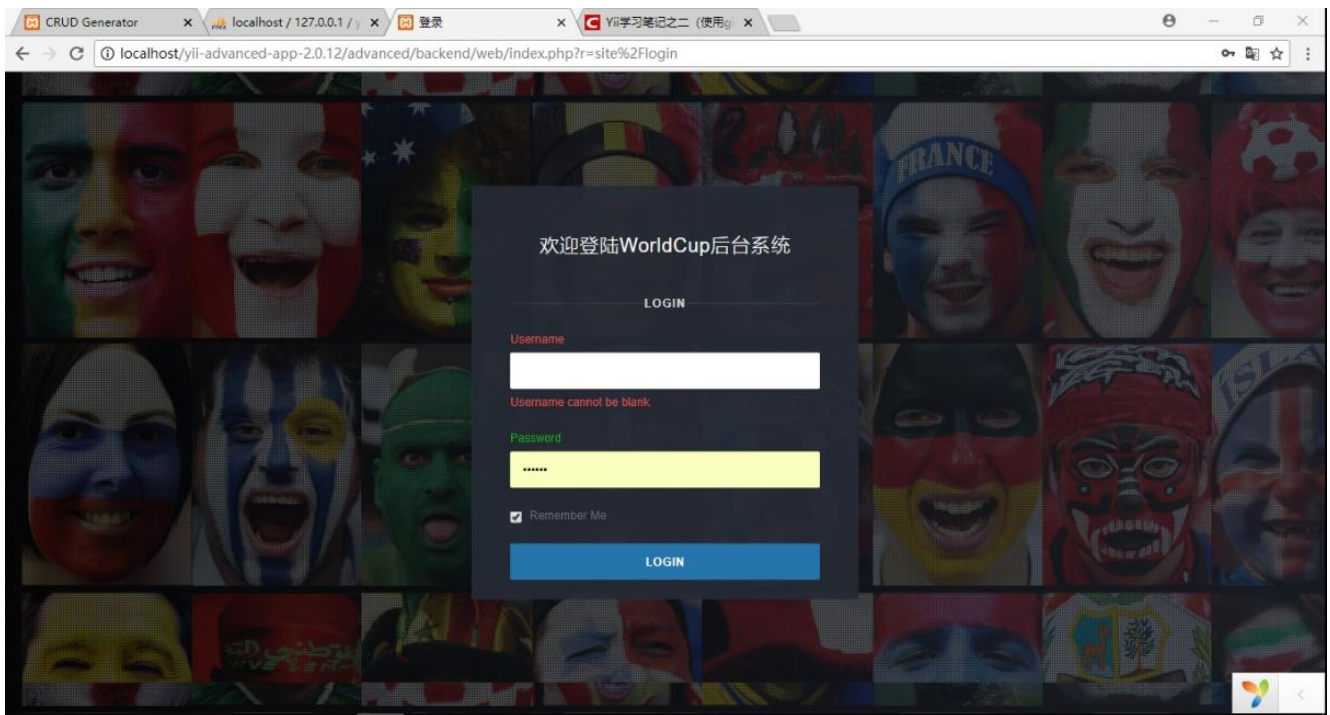 CRUD Generator
localhost / 127.0.0.1 / y
登录
Yii学习笔记之二（使用gi
localhost/yii-advanced-app-2.0.12/advanced/backend/web/index.php?r=site%2Flogin
FRANCE
欢迎登陆WorldCup后台系统
LOGIN
Username
Username cannot be blank.
Password
••••••
Remember Me
LOGIN